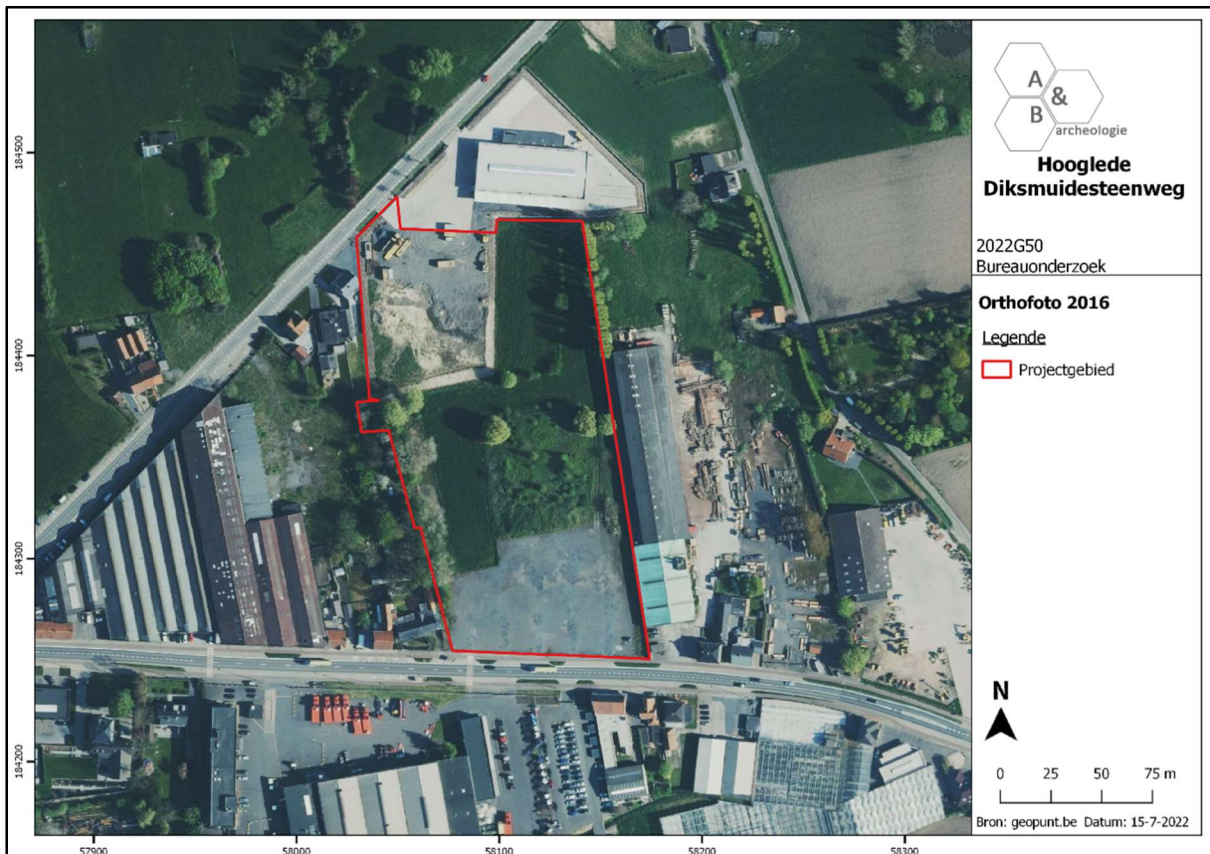 A
&
B
archeologie
Hooglede
Diksmuidesteenweg
2022G50
Bureauonderzoek
Orthofoto 2016
Legende
Projectgebied
N
0 25 50 75 m
Bron: geopunt.be Datum: 15-7-2022
184500
184400
184300
184200
57900 58000 58100 58200 58300